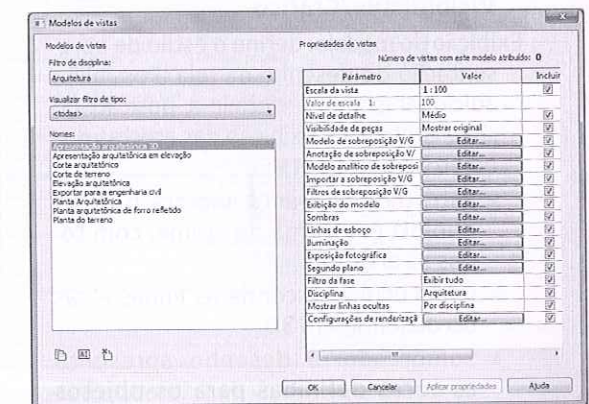 Modelos de vistas
Modelos de vistas
Filtro de disciplina:
Arquitetura
Visualizar filtro de tipo:
<todas>
Nomes:
Apresentação arquitetônica 3D
Apresentação arquitetônica em elevação
Corte arquitetônico
Corte de terreno
Elevação arquitetônica
Exportar para a engenharia civil
Planta Arquitetônica
Planta arquitetônica de forro refletido
Planta do terreno
Propriedades de vistas
Número de vistas com este modelo atribuído: 0
Parâmetro Valor Incluir
Escala da vista 1 : 100
Valor de escala 1: 100
Nível de detalhe Médio
Visibilidade de peças Mostrar original
Modelo de sobreposição V/G Editar...
Anotação de sobreposição V/ Editar...
Modelo analítico de sobreposi Editar...
Importar a sobreposição V/G Editar...
Filtros de sobreposição V/G Editar...
Exibição do modelo Editar...
Sombras Editar...
Linhas de esboço Editar...
Iluminação Editar...
Exposição fotográfica Editar...
Segundo plano Editar...
Filtro da fase Exibir tudo
Disciplina Arquitetura
Mostrar linhas ocultas Por disciplina
Configurações de renderizaçã Editar...
OK Cancelar Aplicar propriedades Ajuda